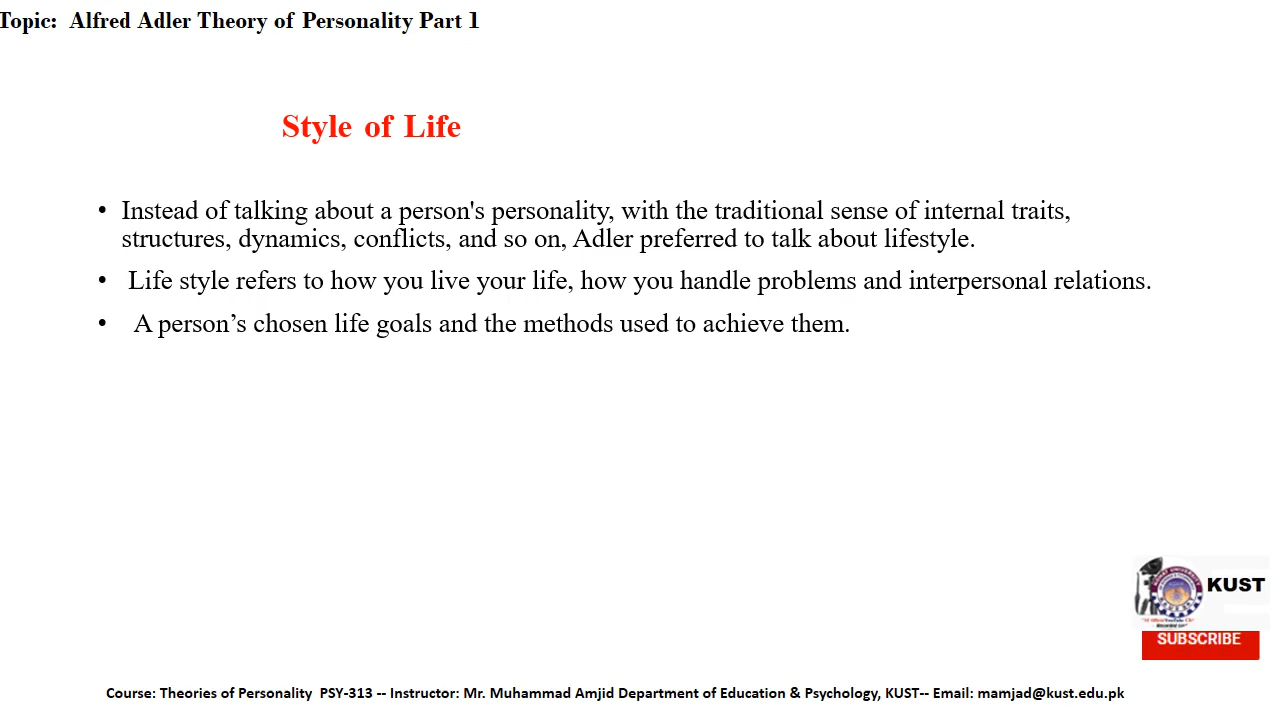 Topic: Alfred Adler Theory of Personality Part 1
Style of Life
• Instead of talking about a person's personality, with the traditional sense of internal traits,
structures, dynamics, conflicts, and so on, Adler preferred to talk about lifestyle.
• Life style refers to how you live your life, how you handle problems and interpersonal relations.
• A person’s chosen life goals and the methods used to achieve them.
KUST
SUBSCRIBE
Course: Theories of Personality PSY-313 -- Instructor: Mr. Muhammad Amjid Department of Education & Psychology, KUST-- Email: mamjad@kust.edu.pk